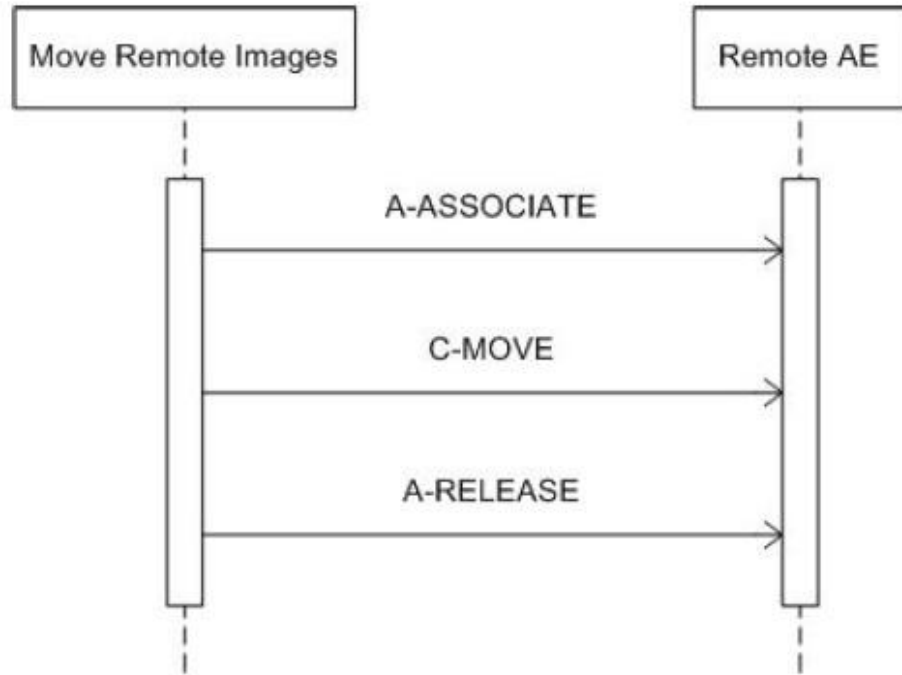 Move Remote Images
Remote AE
A-ASSOCIATE
C-MOVE
A-RELEASE